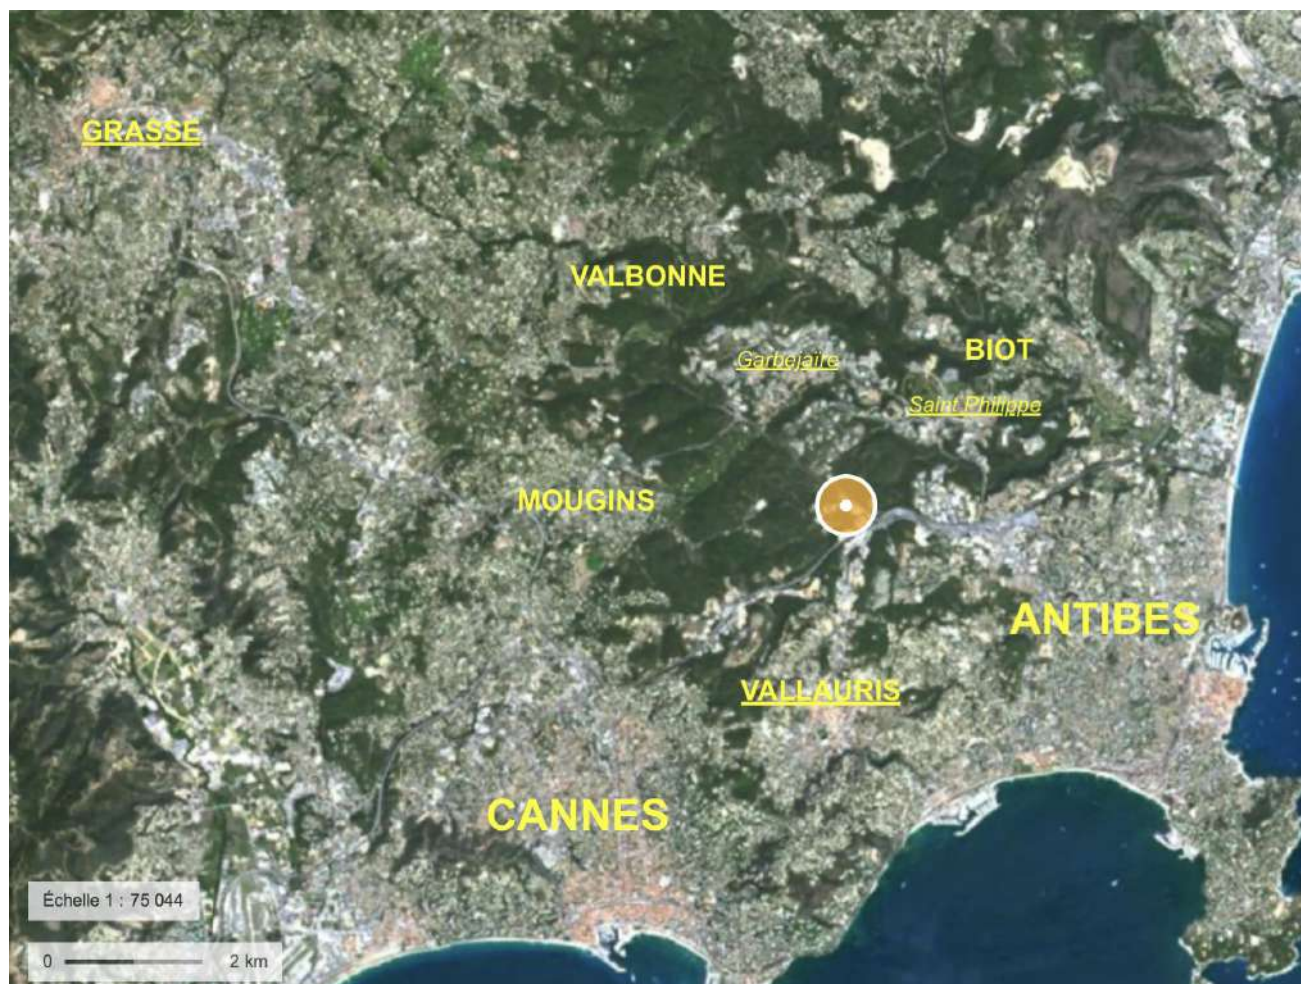 GRASSE
VALBONNE
BIOT
Garbejaire
Saint Philippe
MOUGINS
ANTIBES
VALLAURIS
CANNES
Échelle 1 : 75 044
0 2 km